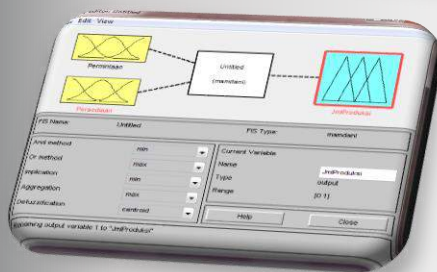 Edit View
Permintaan
Untitled
(mamdani)
JmlProduksi
FIS Name:
Untitled
FIS Type:
mamdani
And method
min
Or method
max
Implication
min
Aggregation
max
Defuzzification
centroid
Current Variable
Name
JmlProduksi
Type
output
Range
[0 1]
Help
Close
output variable 1 to "JmlProduksi"